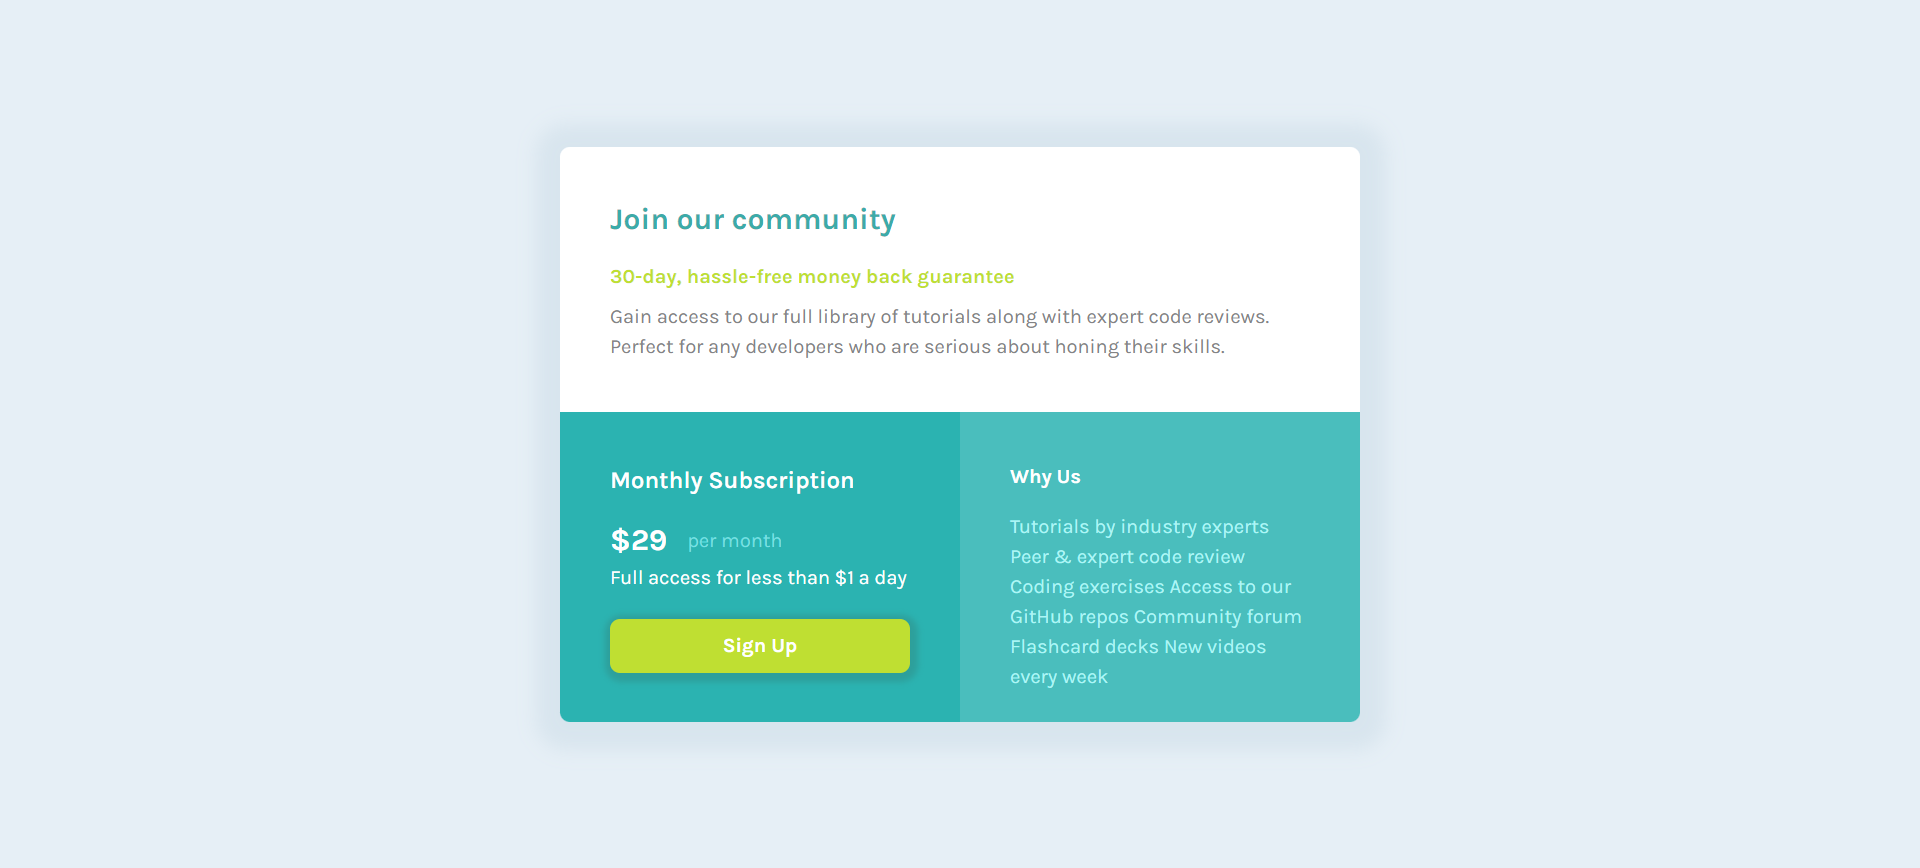 Join our community
30-day, hassle-free money back guarantee
Gain access to our full library of tutorials along with expert code reviews.
Perfect for any developers who are serious about honing their skills.
Monthly Subscription
$29 per month
Full access for less than $1 a day
Sign Up
Why Us
Tutorials by industry experts
Peer & expert code review
Coding exercises Access to our
GitHub repos Community forum
Flashcard decks New videos
every week